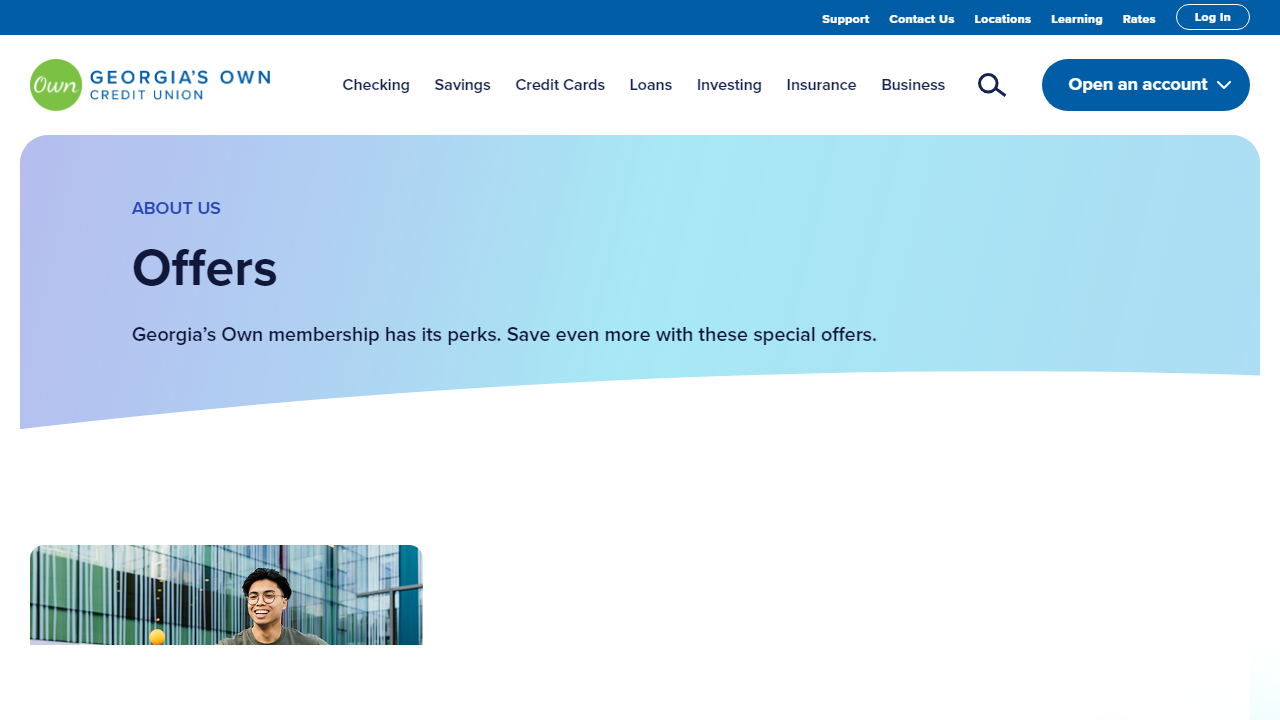 Support Contact Us Locations Learning Rates Log In
Own GEORGIA'S OWN
CREDIT UNION
Checking Savings Credit Cards Loans Investing Insurance Business
Open an account
ABOUT US
Offers
Georgia’s Own membership has its perks. Save even more with these special offers.